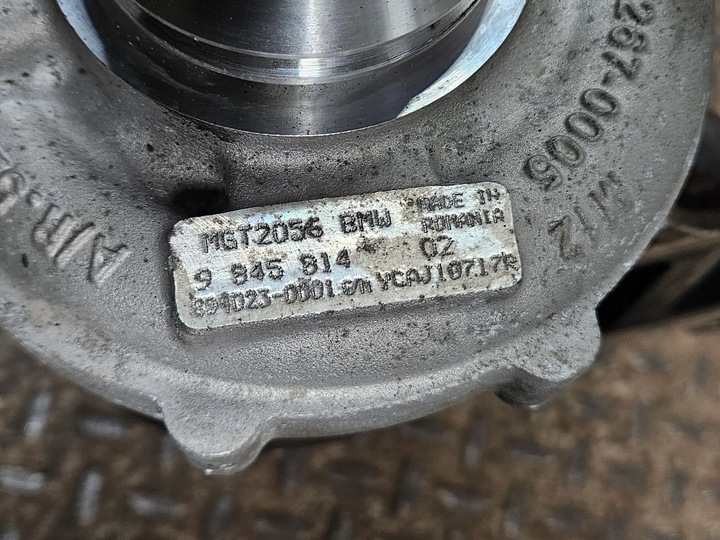 MGT2056 BMW MADE IN ROMANIA
9 845 814 02
894023-0001 S/N YCAJ10717R
267-0005
M12
A/R